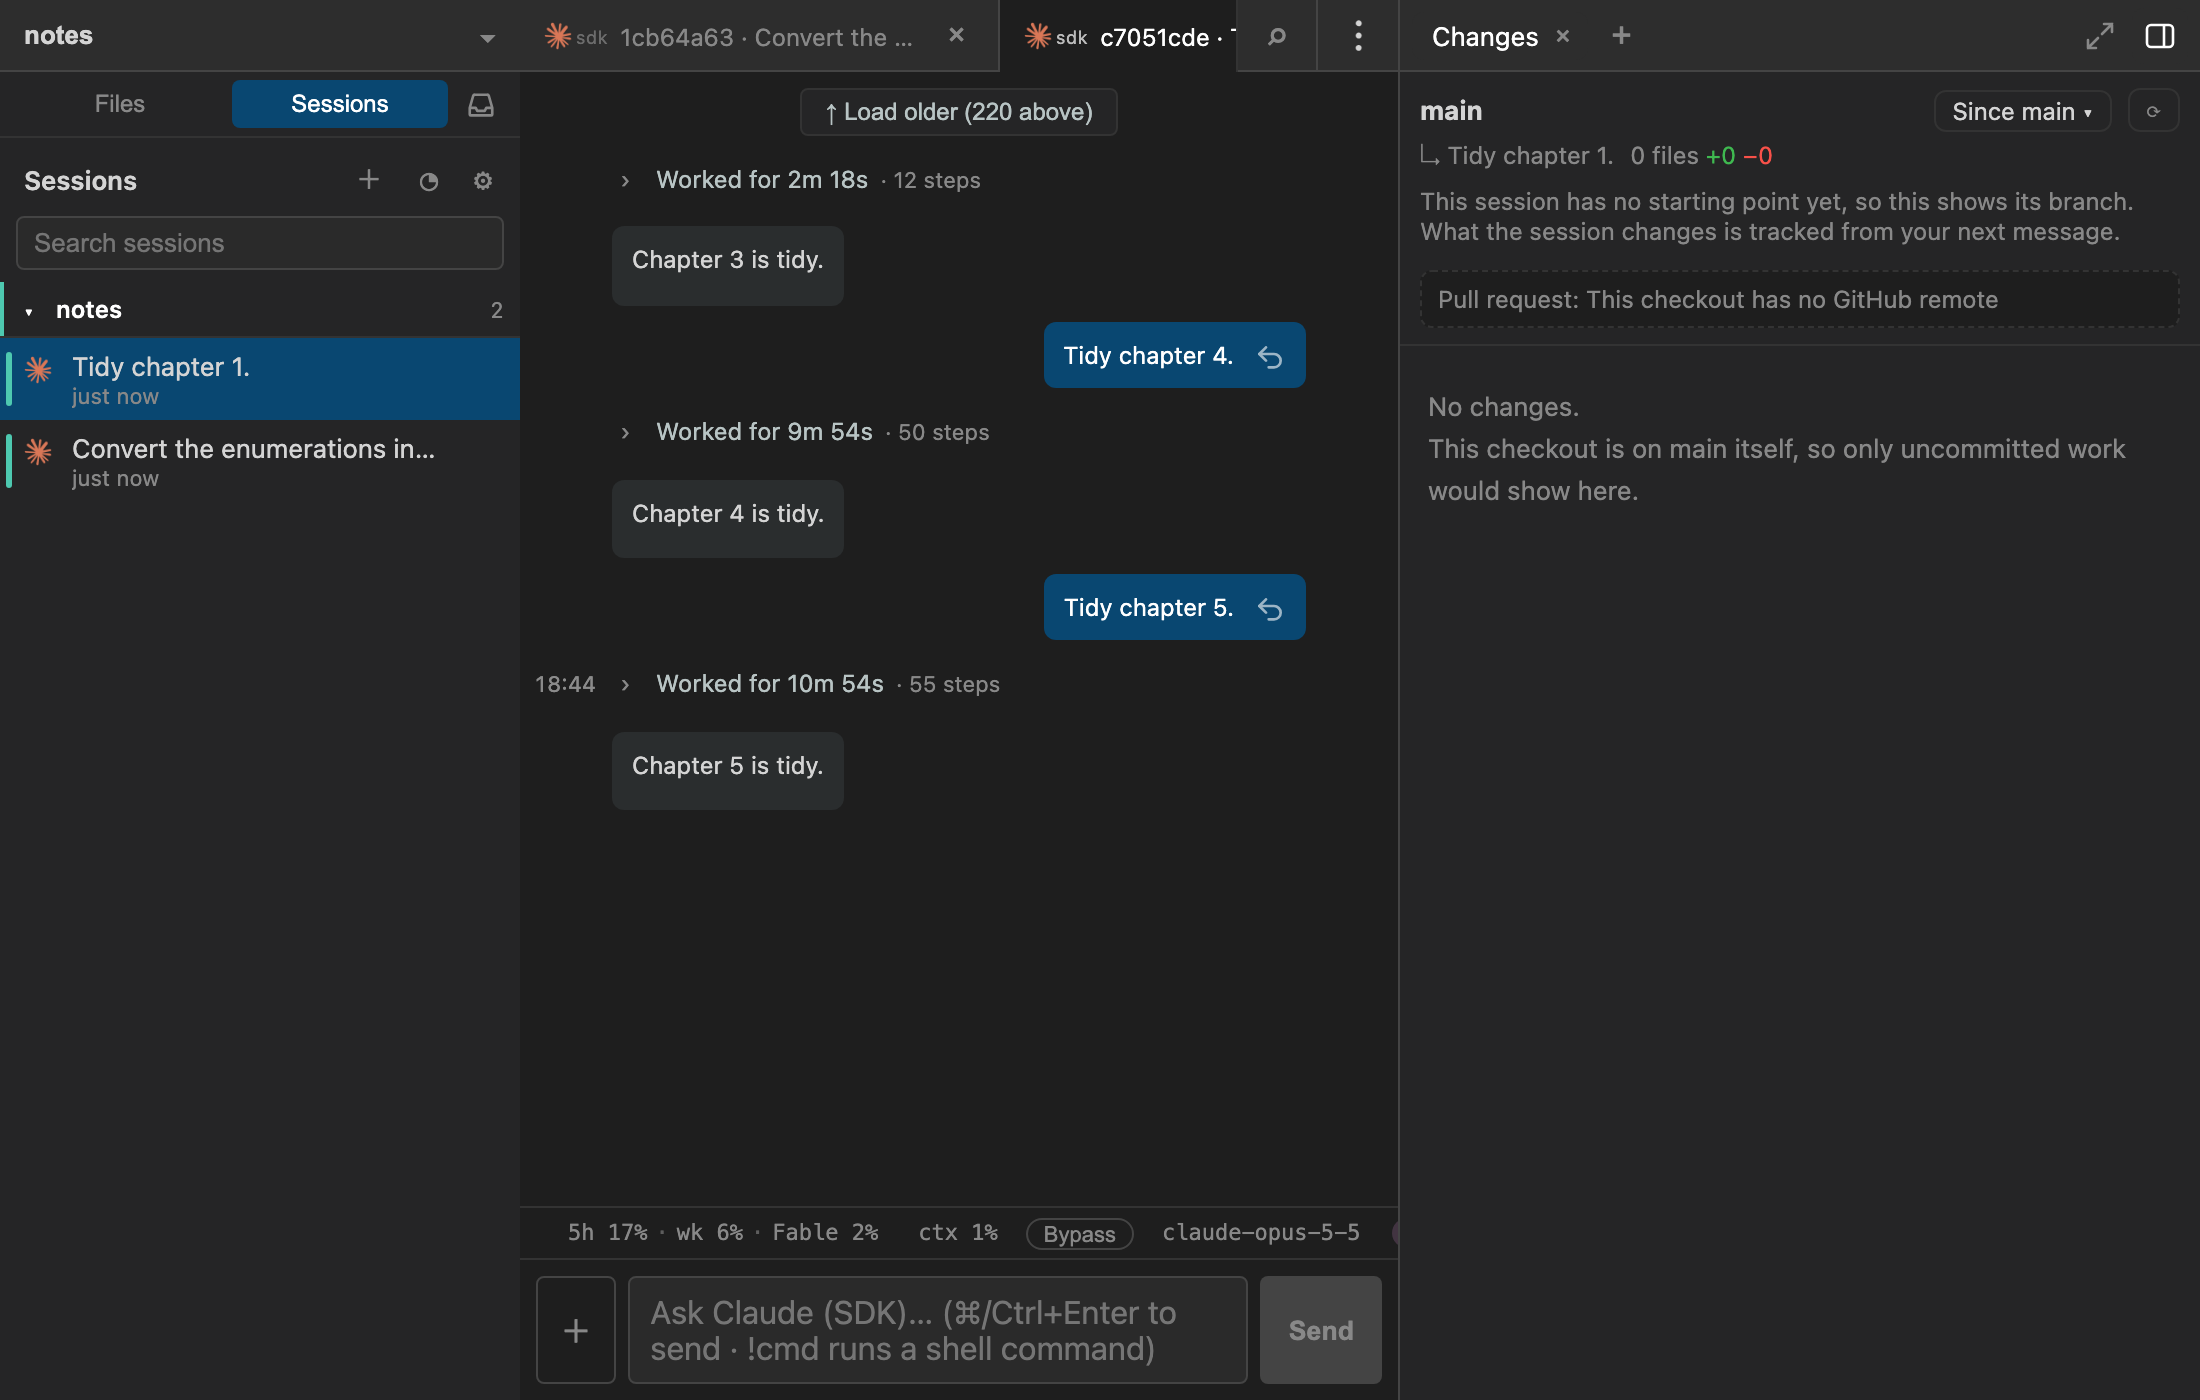 notes
sdk 1cb64a63 · Convert the ...
sdk c7051cde ·
Changes
Files
Sessions
Sessions
Search sessions
notes 2
Tidy chapter 1.
just now
Convert the enumerations in...
just now
↑ Load older (220 above)
› Worked for 2m 18s · 12 steps
Chapter 3 is tidy.
Tidy chapter 4.
› Worked for 9m 54s · 50 steps
Chapter 4 is tidy.
Tidy chapter 5.
18:44 › Worked for 10m 54s · 55 steps
Chapter 5 is tidy.
5h 17% · wk 6% · Fable 2% ctx 1% Bypass claude-opus-5-5
Ask Claude (SDK)... (⌘/Ctrl+Enter to
send · !cmd runs a shell command)
Send
main
Since main
Tidy chapter 1. 0 files +0 −0
This session has no starting point yet, so this shows its branch.
What the session changes is tracked from your next message.
Pull request: This checkout has no GitHub remote
No changes.
This checkout is on main itself, so only uncommitted work
would show here.